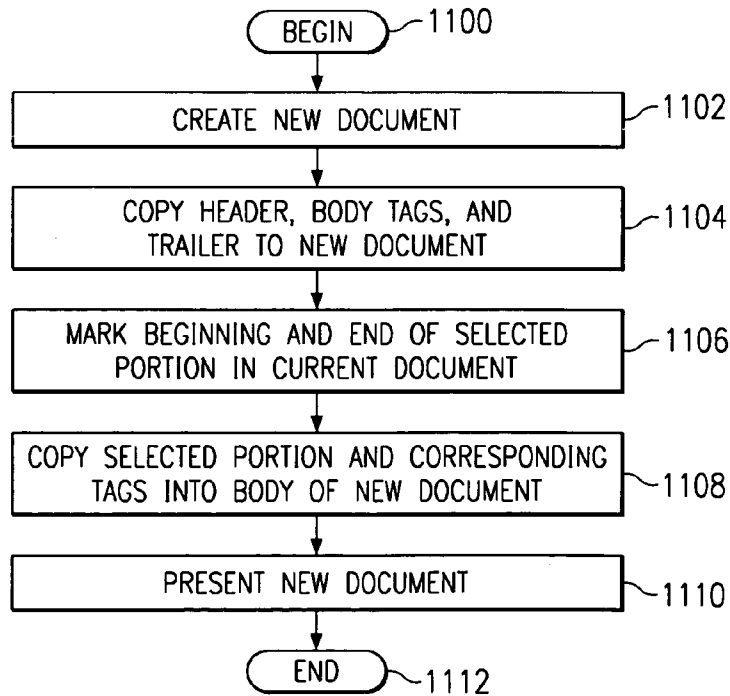 BEGIN
1100
CREATE NEW DOCUMENT
1102
COPY HEADER, BODY TAGS, AND
TRAILER TO NEW DOCUMENT
1104
MARK BEGINNING AND END OF SELECTED
PORTION IN CURRENT DOCUMENT
1106
COPY SELECTED PORTION AND CORRESPONDING
TAGS INTO BODY OF NEW DOCUMENT
1108
PRESENT NEW DOCUMENT
1110
END
1112